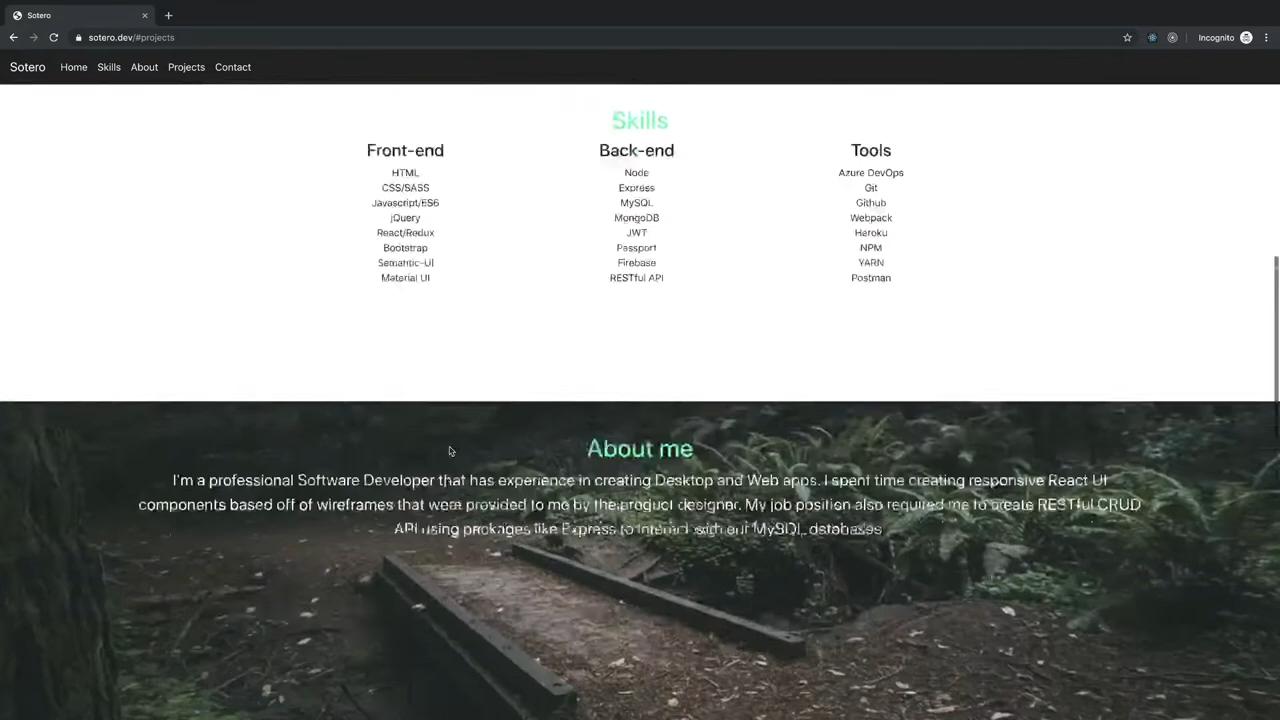 Sotero
sotero.dev/#projects
Incognito
Sotero Home Skills About Projects Contact
Skills
Front-end
HTML
CSS/SASS
Javascript/ES6
jQuery
React/Redux
Bootstrap
Semantic-UI
Material UI
Back-end
Node
Express
MySQL
MongoDB
JWT
Passport
Firebase
RESTful API
Tools
Azure DevOps
Git
Github
Webpack
Heroku
NPM
YARN
Postman
About me
I'm a professional Software Developer that has experience in creating Desktop and Web apps. I spent time creating responsive React UI
components based off of wireframes that were provided to me by the product designer. My job position also required me to create RESTful CRUD
API using packages like Express to interact with our MySQL databases